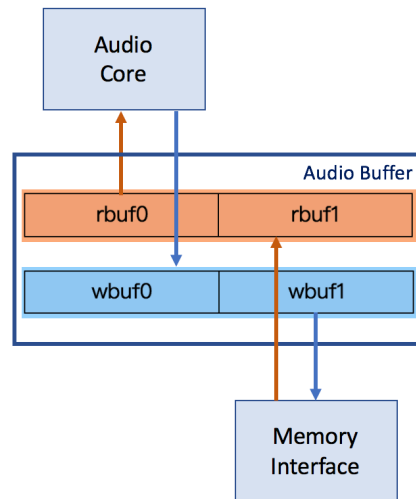 Audio
Core
Audio Buffer
rbuf0 rbuf1
wbuf0 wbuf1
Memory
Interface